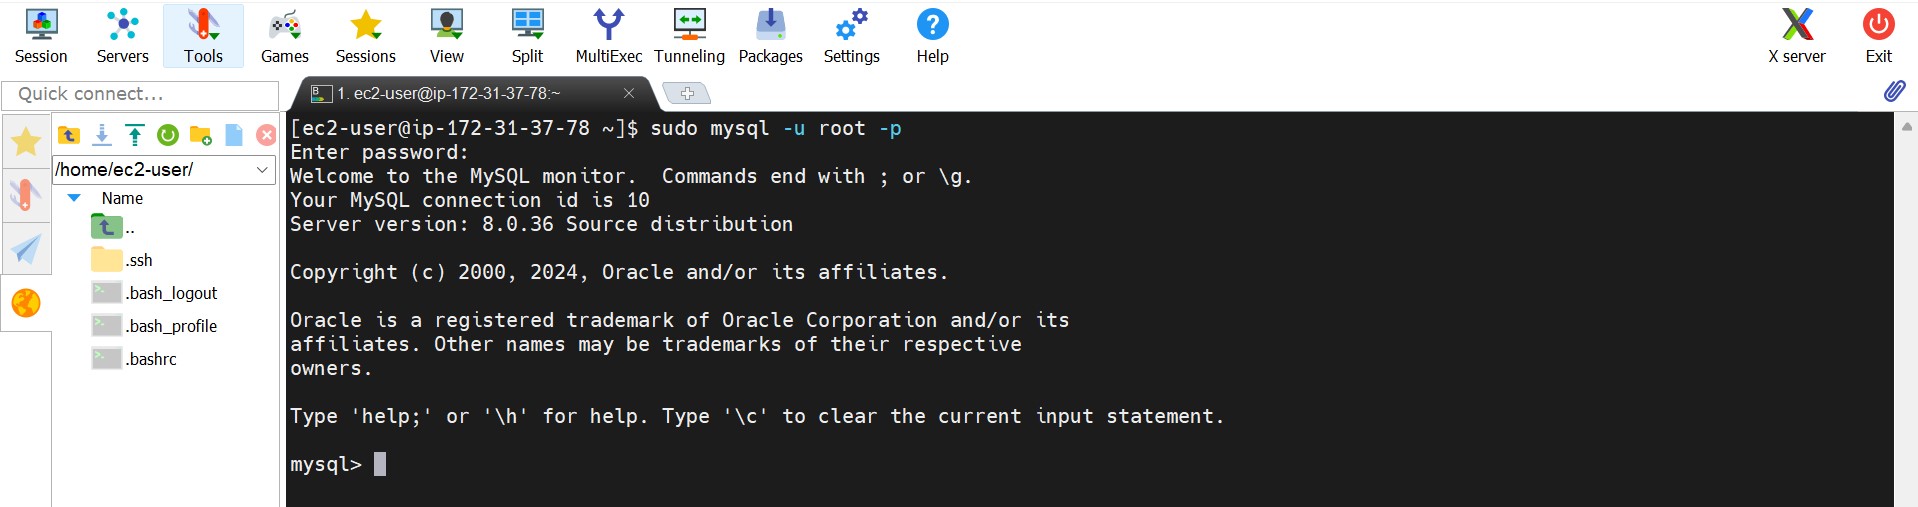 Session Servers Tools Games Sessions View Split MultiExec Tunneling Packages Settings Help X server Exit
Quick connect...
1. ec2-user@ip-172-31-37-78:~
/home/ec2-user/
Name
..
.ssh
.bash_logout
.bash_profile
.bashrc
[ec2-user@ip-172-31-37-78 ~]$ sudo mysql -u root -p
Enter password:
Welcome to the MySQL monitor.  Commands end with ; or \g.
Your MySQL connection id is 10
Server version: 8.0.36 Source distribution
Copyright (c) 2000, 2024, Oracle and/or its affiliates.
Oracle is a registered trademark of Oracle Corporation and/or its
affiliates. Other names may be trademarks of their respective
owners.
Type 'help;' or '\h' for help. Type '\c' to clear the current input statement.
mysql>